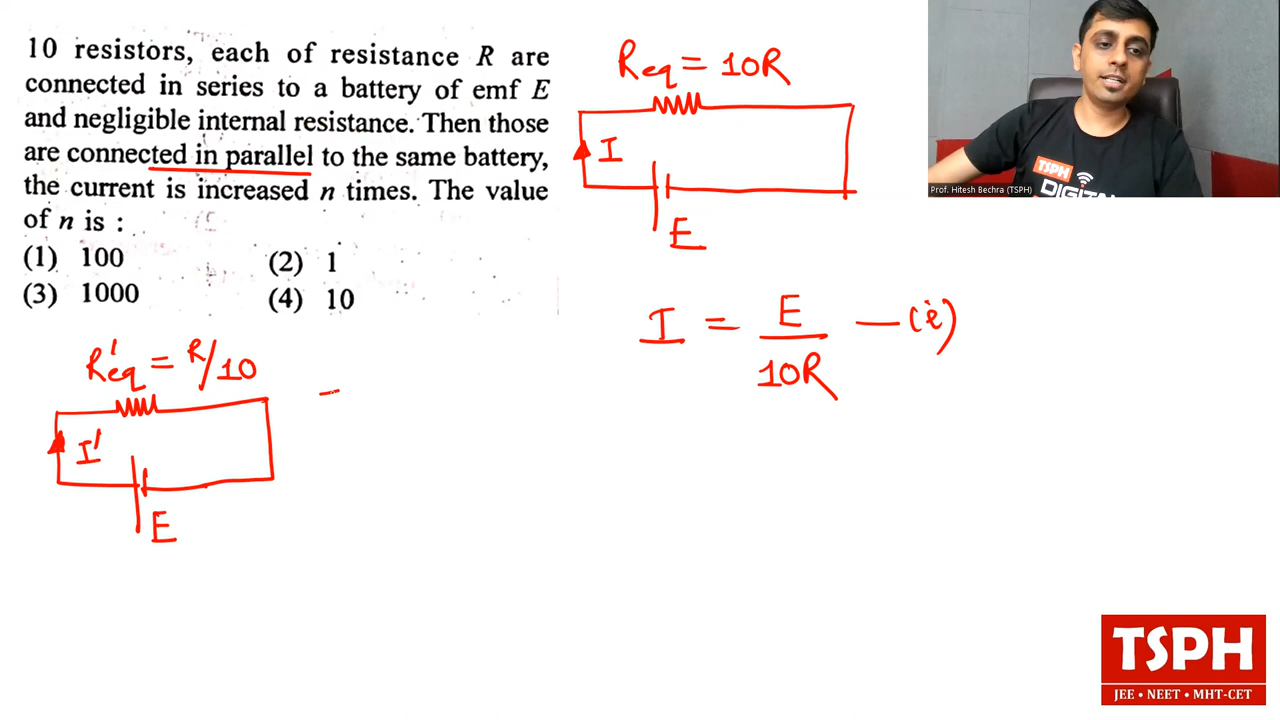 10 resistors, each of resistance R are
connected in series to a battery of emf E
and negligible internal resistance. Then those
are connected in parallel to the same battery,
the current is increased n times. The value
of n is :
(1) 100
(2) 1
(3) 1000
(4) 10
Req = 10R
I
E
I = E/10R —(i)
R'eq = R/10
I'
E
Prof. Hitesh Bechra (TSPH)
TSPH
DIGITAL
TSPH
JEE • NEET • MHT-CET